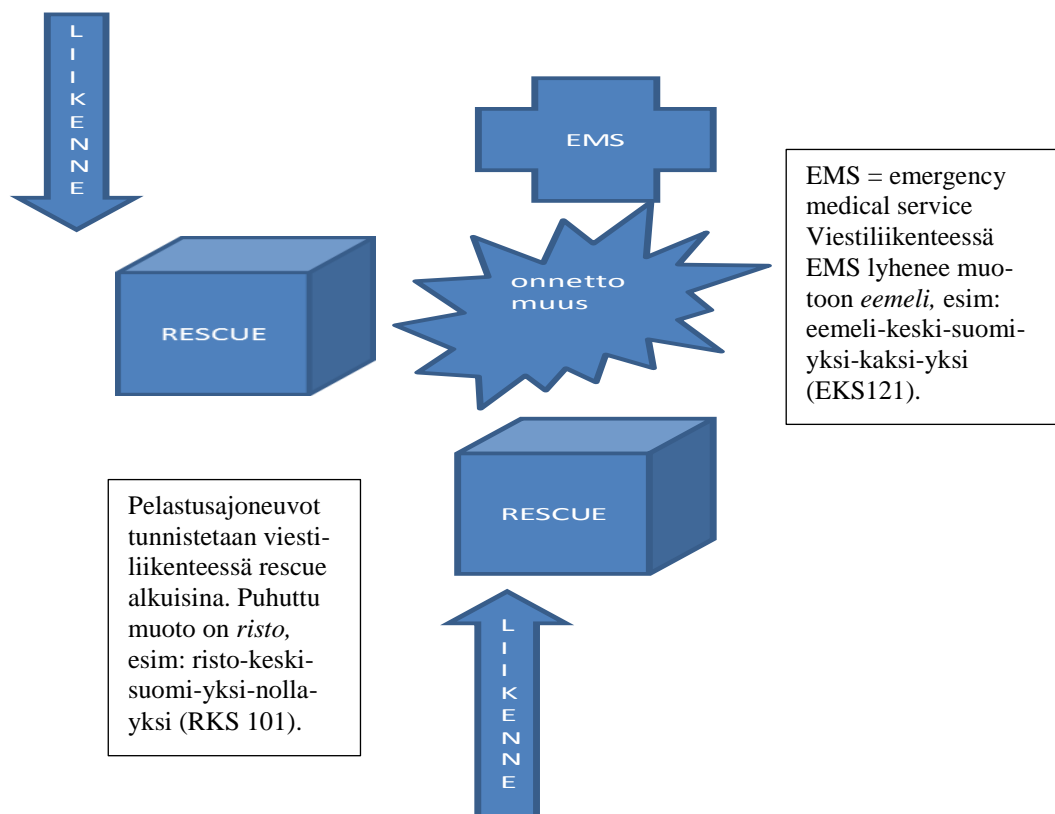 LIIKENNE
EMS
EMS = emergency
medical service
Viestiliikenteessä
EMS lyhenee muo-
toon eemeli, esim:
eemeli-keski-suomi-
yksi-kaksi-yksi
(EKS121).
onnetto
muus
RESCUE
RESCUE
Pelastusajoneuvot
tunnistetaan viesti-
liikenteessä rescue
alkuisina. Puhuttu
muoto on risto,
esim: risto-keski-
suomi-yksi-nolla-
yksi (RKS 101).
LIIKENNE